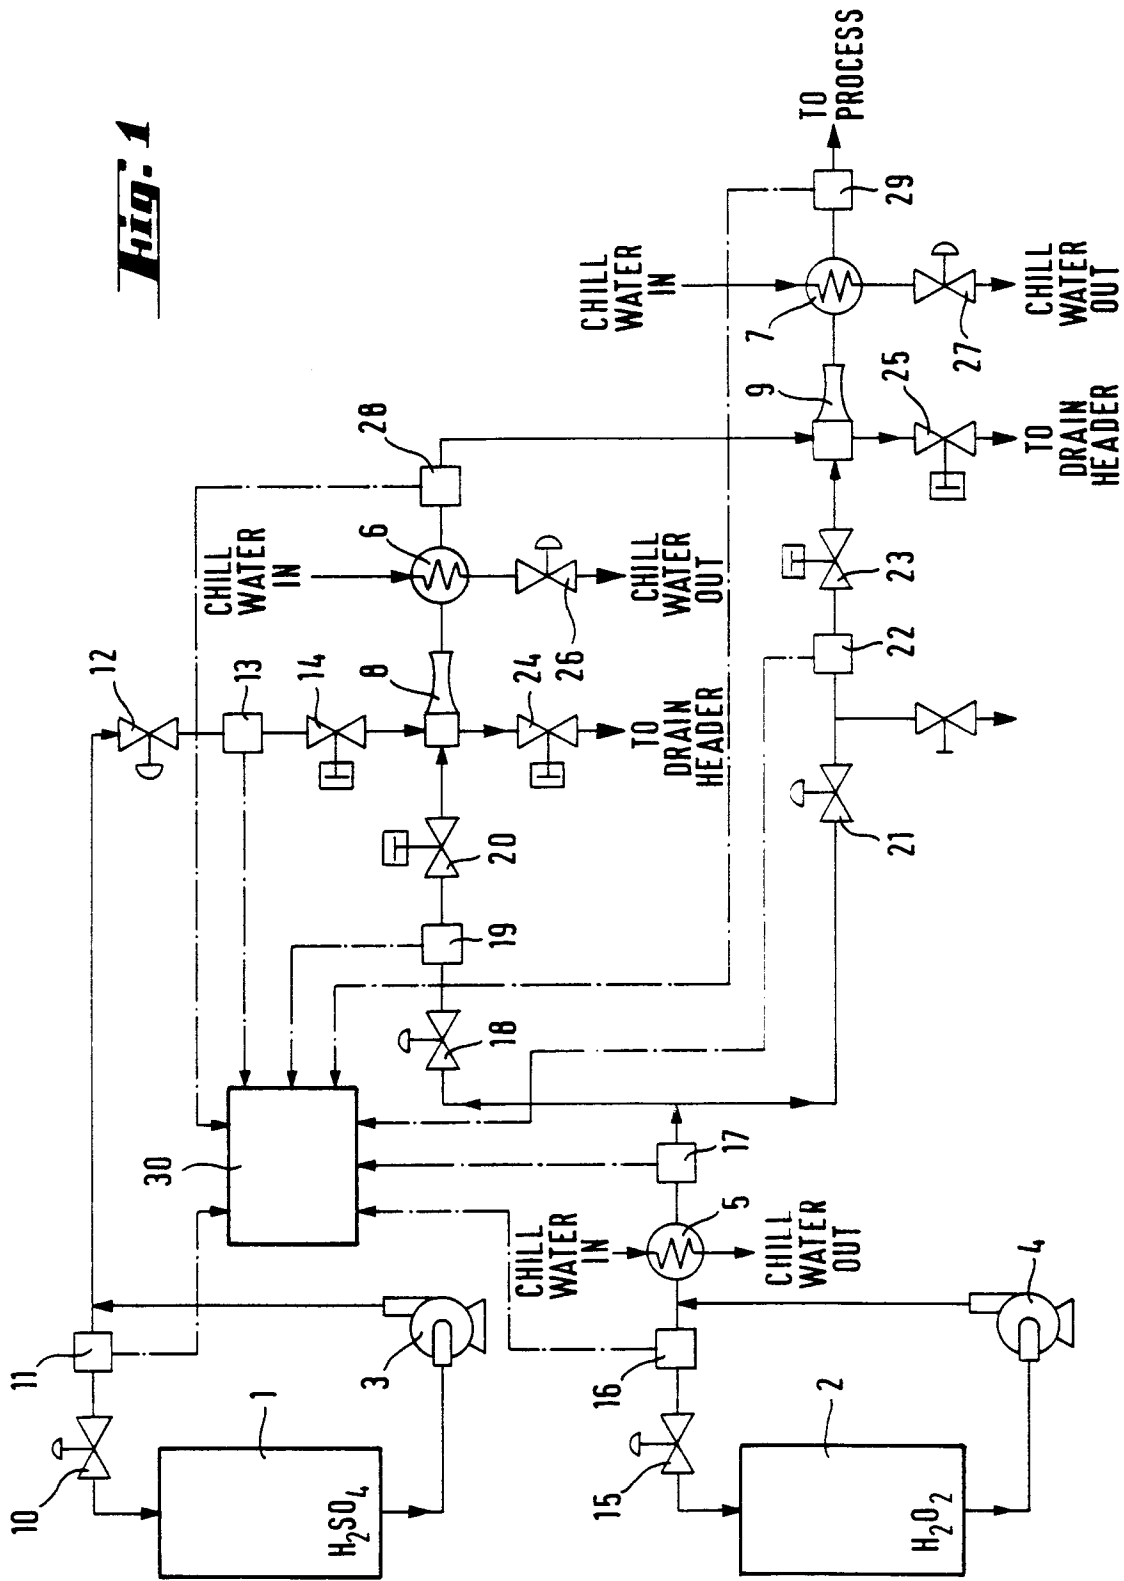 Fig. 1
TO
PROCESS
29
CHILL
WATER
IN
7
27
CHILL
WATER
OUT
9
25
TO
DRAIN
HEADER
28
CHILL
WATER
IN
6
26
CHILL
WATER
OUT
23
22
12
13
14
8
24
TO
DRAIN
HEADER
20
19
18
21
30
17
CHILL
WATER
IN
5
CHILL
WATER
OUT
11
10
3
1
H2SO4
16
15
4
2
H2O2